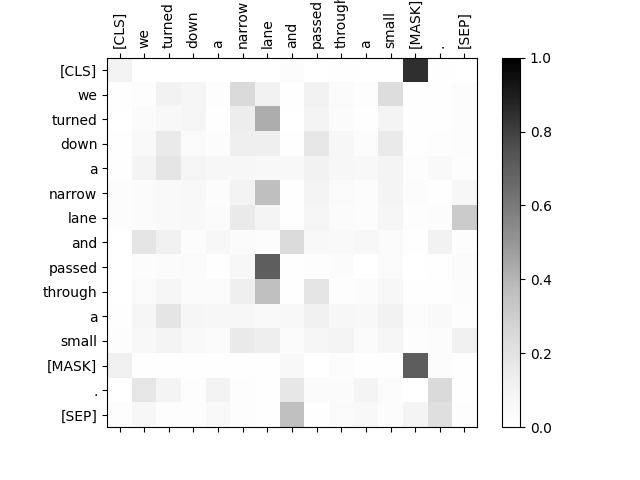 [CLS] we turned down a narrow lane and passed through a small [MASK] . [SEP]
[CLS]
we
turned
down
a
narrow
lane
and
passed
through
a
small
[MASK]
.
[SEP]
1.0
0.8
0.6
0.4
0.2
0.0